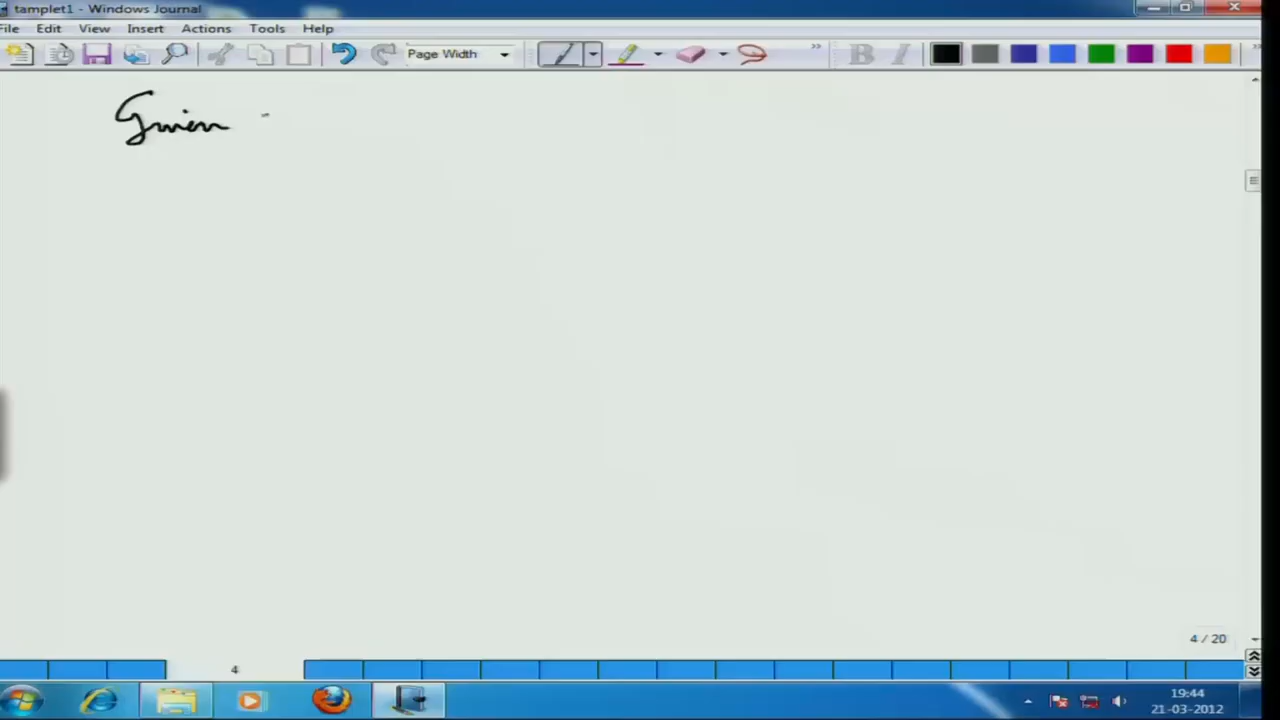 tamplet1 - Windows Journal
File Edit View Insert Actions Tools Help
Page Width B I
Given -
4 / 20
4
19:44
21-03-2012